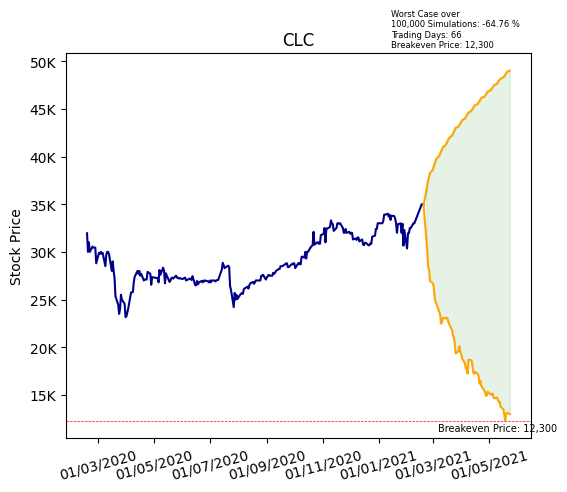 Worst Case over
100,000 Simulations: -64.76 %
Trading Days: 66
Breakeven Price: 12,300
CLC
Stock Price
50K
45K
40K
35K
30K
25K
20K
15K
Breakeven Price: 12,300
01/03/2020
01/05/2020
01/07/2020
01/09/2020
01/11/2020
01/01/2021
01/03/2021
01/05/2021